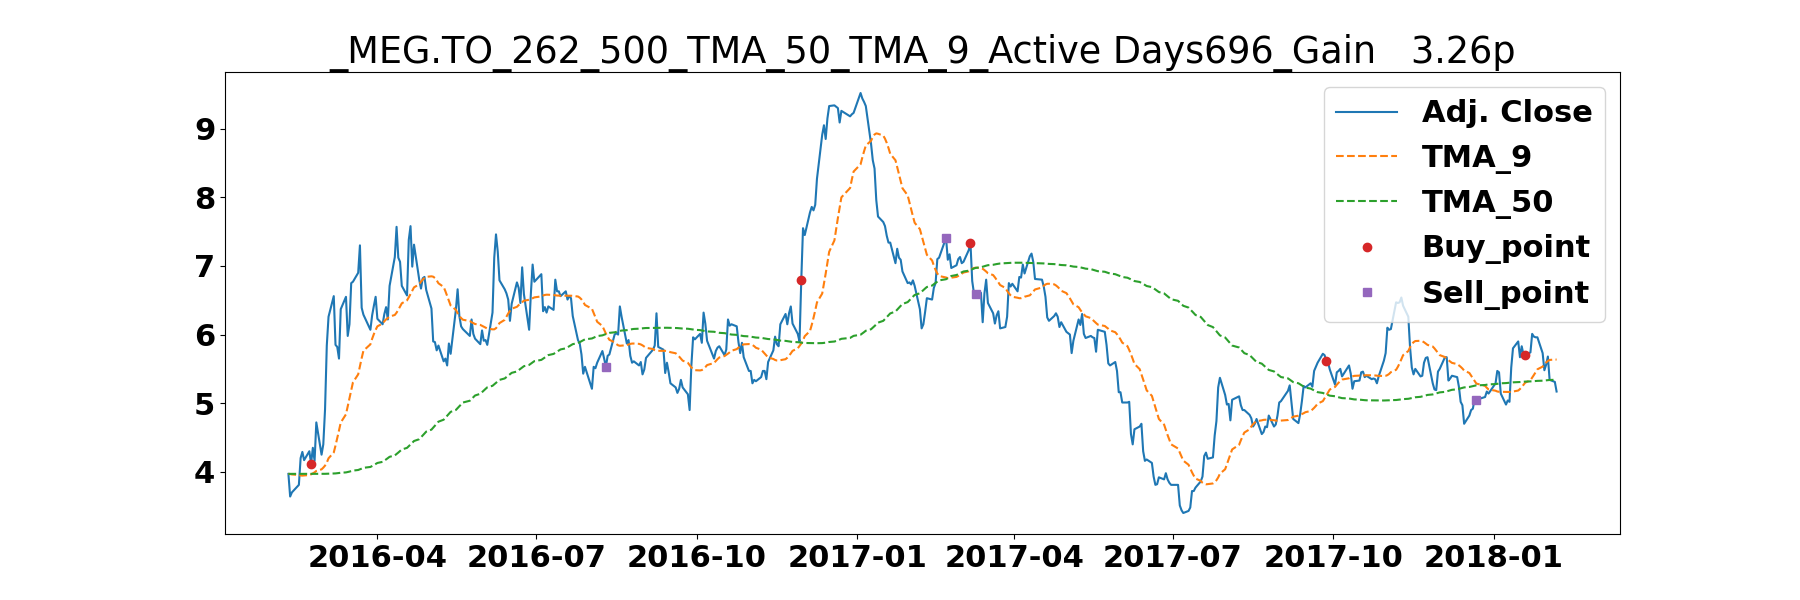 _MEG.TO_262_500_TMA_50_TMA_9_Active Days696_Gain   3.26p
Adj. Close
TMA_9
TMA_50
Buy_point
Sell_point
9
8
7
6
5
4
2016-04 2016-07 2016-10 2017-01 2017-04 2017-07 2017-10 2018-01